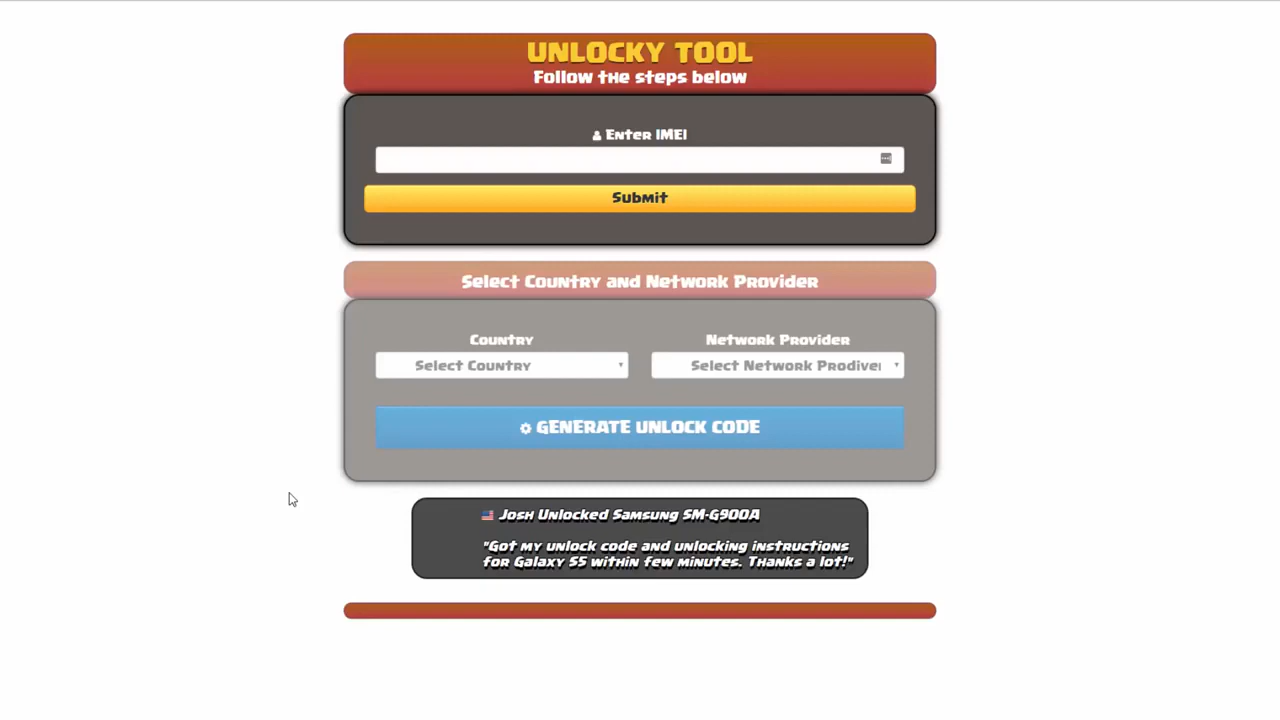 UNLOCKY TOOL
Follow the steps below
Enter IMEI
Submit
Select Country and Network Provider
Country
Network Provider
Select Country
Select Network Prodiver
GENERATE UNLOCK CODE
Josh Unlocked Samsung SM-G900A
"Got my unlock code and unlocking instructions
for Galaxy S5 within few minutes. Thanks a lot!"